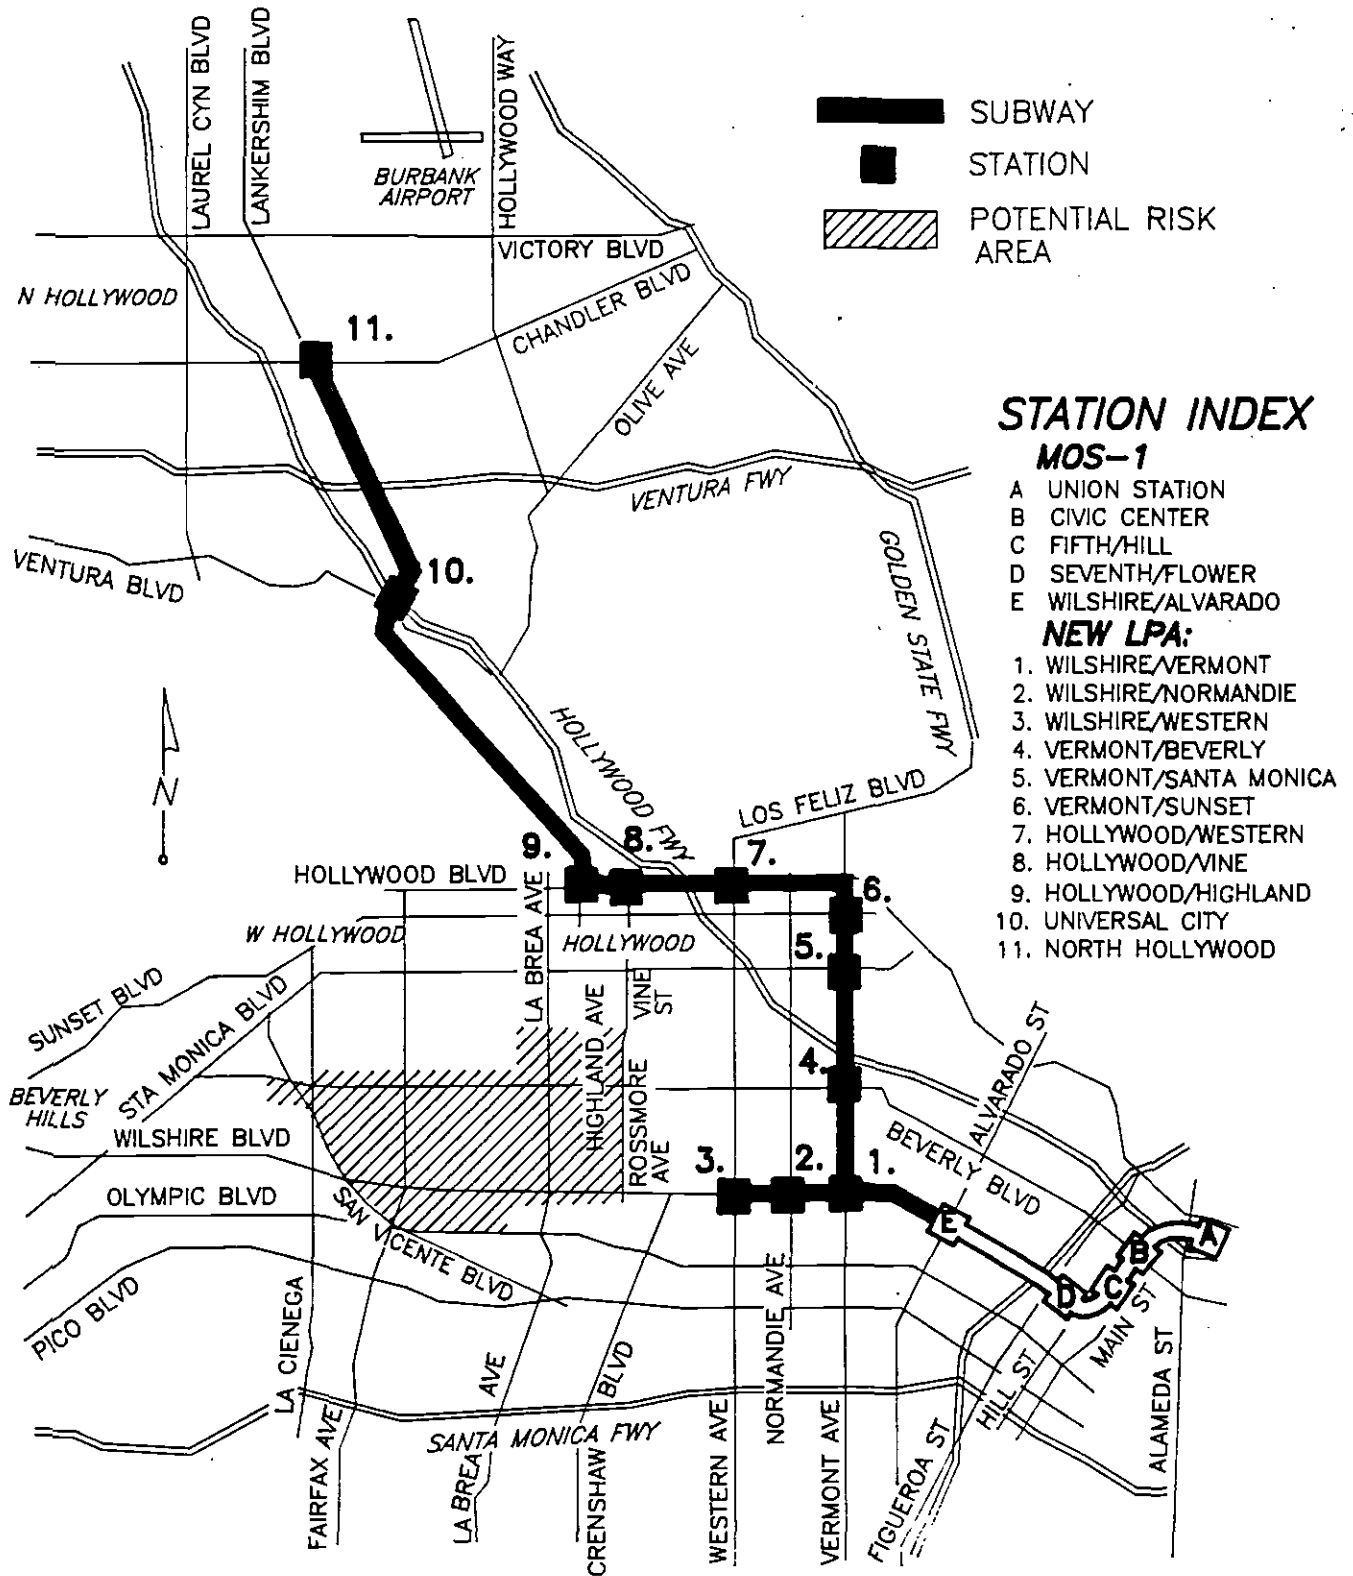 LAUREL CYN BLVD
LANKERSHIM BLVD
HOLLYWOOD WAY
BURBANK
AIRPORT
SUBWAY
STATION
POTENTIAL RISK
AREA
VICTORY BLVD
N HOLLYWOOD
CHANDLER BLVD
11.
OLIVE AVE
STATION INDEX
MOS-1
A UNION STATION
B CIVIC CENTER
C FIFTH/HILL
D SEVENTH/FLOWER
E WILSHIRE/ALVARADO
NEW LPA:
1. WILSHIRE/VERMONT
2. WILSHIRE/NORMANDIE
3. WILSHIRE/WESTERN
4. VERMONT/BEVERLY
5. VERMONT/SANTA MONICA
6. VERMONT/SUNSET
7. HOLLYWOOD/WESTERN
8. HOLLYWOOD/VINE
9. HOLLYWOOD/HIGHLAND
10. UNIVERSAL CITY
11. NORTH HOLLYWOOD
VENTURA FWY
VENTURA BLVD
10.
GOLDEN STATE FWY
HOLLYWOOD FWY
N
LOS FELIZ BLVD
9.
8.
7.
HOLLYWOOD BLVD
6.
W HOLLYWOOD
LA BREA AVE
HOLLYWOOD
5.
SUNSET BLVD
STA MONICA BLVD
HIGHLAND AVE
VINE
ST
ALVARADO ST
4.
BEVERLY
HILLS
ROSSMORE
AVE
WILSHIRE BLVD
BEVERLY BLVD
3.
2.
1.
OLYMPIC BLVD
SAN VICENTE BLVD
E
A
B
C
D
PICO BLVD
LA CIENEGA
NORMANDIE AVE
MAIN ST
HILL ST
ALAMEDA ST
FAIRFAX AVE
LA BREA AVE
SANTA MONICA FWY
CRENSHAW BLVD
WESTERN AVE
VERMONT AVE
FIGUEROA ST